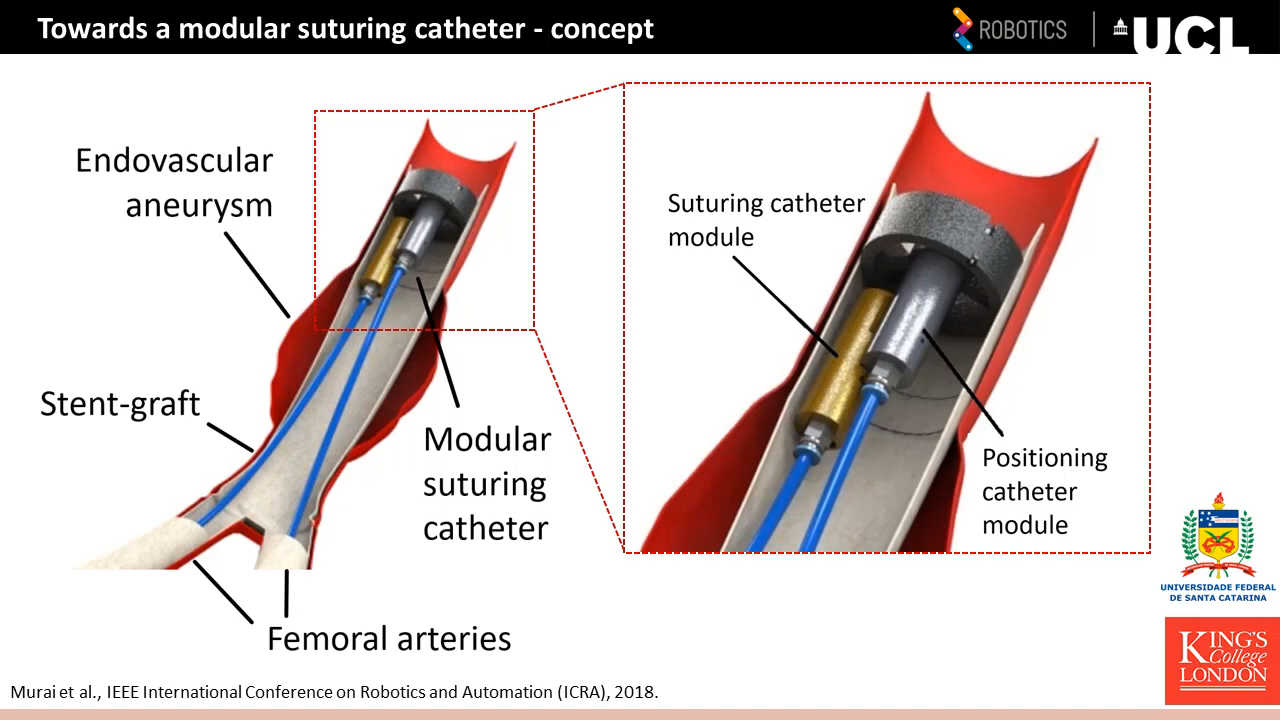 Towards a modular suturing catheter - concept
ROBOTICS
UCL
Endovascular
aneurysm
Stent-graft
Modular
suturing
catheter
Femoral arteries
Suturing catheter
module
Positioning
catheter
module
UNIVERSIDADE FEDERAL
DE SANTA CATARINA
KING'S
College
LONDON
Murai et al., IEEE International Conference on Robotics and Automation (ICRA), 2018.